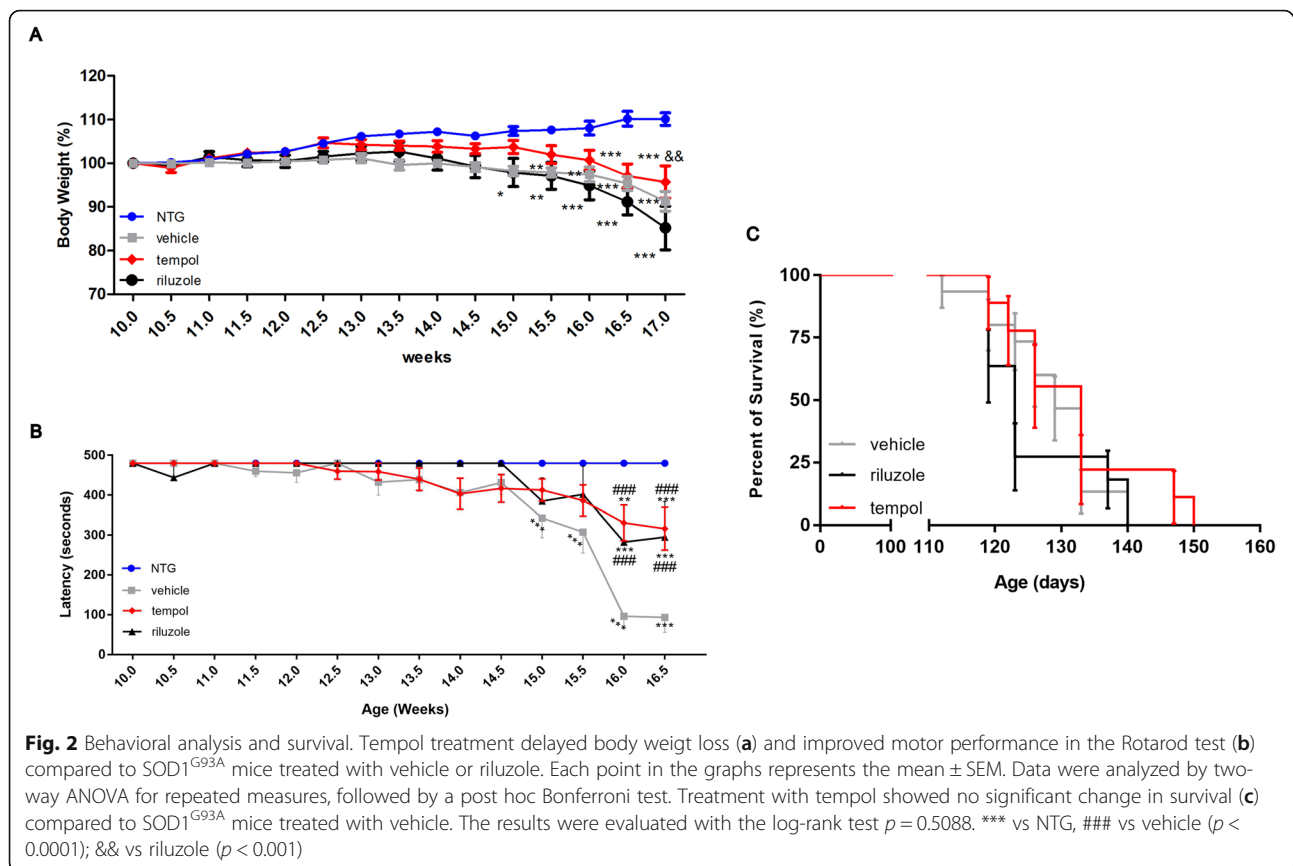 A
Body Weight (%)
120
110
100
90
80
70
NTG
vehicle
tempol
riluzole
** ** *** *** &&
* ** *** *** ***
*** *** ***
10.0 10.5 11.0 11.5 12.0 12.5 13.0 13.5 14.0 14.5 15.0 15.5 16.0 16.5 17.0
weeks
B
Latency (seconds)
500
400
300
200
100
0
NTG
vehicle
tempol
riluzole
### ###
** ***
*** ***
### ###
*** *** *** ***
10.0 10.5 11.0 11.5 12.0 12.5 13.0 13.5 14.0 14.5 15.0 15.5 16.0 16.5
Age (Weeks)
C
Percent of Survival (%)
100
75
50
25
0
vehicle
riluzole
tempol
0 100 110 120 130 140 150 160
Age (days)
Fig. 2 Behavioral analysis and survival. Tempol treatment delayed body weigt loss (a) and improved motor performance in the Rotarod test (b)
compared to SOD1G93A mice treated with vehicle or riluzole. Each point in the graphs represents the mean ± SEM. Data were analyzed by two-
way ANOVA for repeated measures, followed by a post hoc Bonferroni test. Treatment with tempol showed no significant change in survival (c)
compared to SOD1G93A mice treated with vehicle. The results were evaluated with the log-rank test p = 0.5088. *** vs NTG, ### vs vehicle (p <
0.0001); && vs riluzole (p < 0.001)